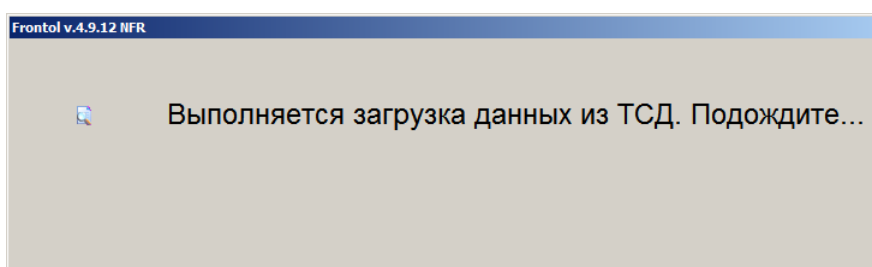 Frontol v.4.9.12 NFR
Выполняется загрузка данных из ТСД. Подождите...